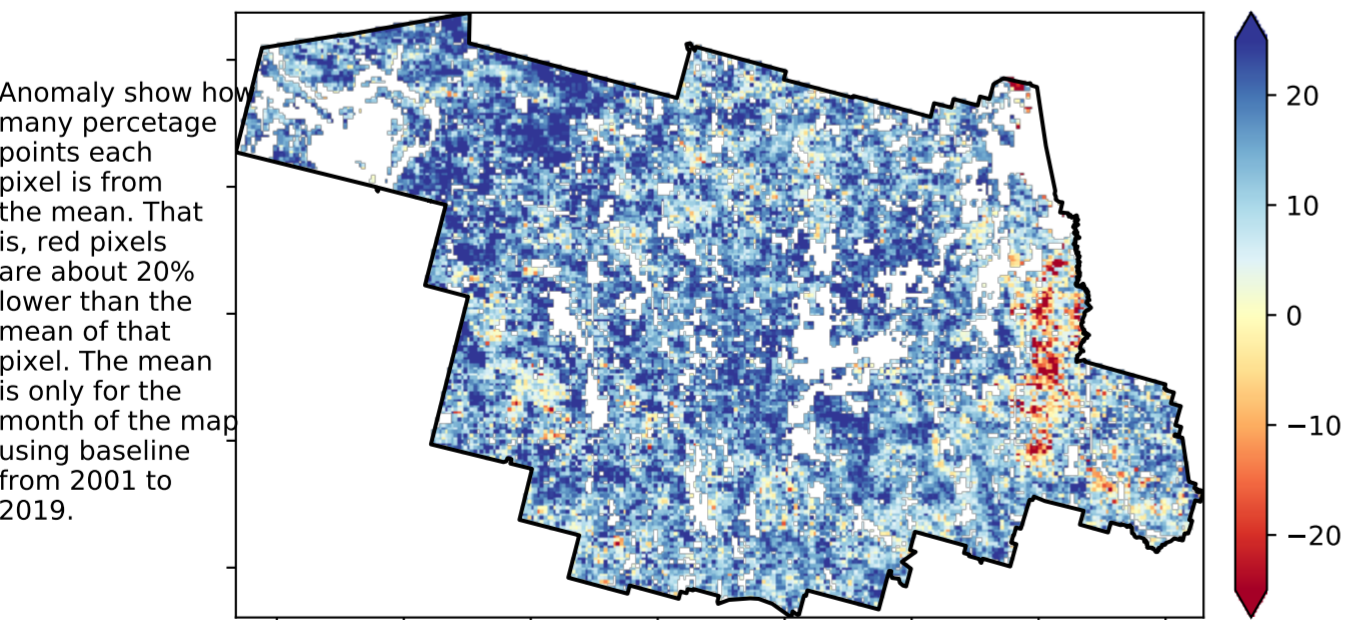 Anomaly show how
many percetage
points each
pixel is from
the mean. That
is, red pixels
are about 20%
lower than the
mean of that
pixel. The mean
is only for the
month of the map
using baseline
from 2001 to
2019.
20
10
0
−10
−20